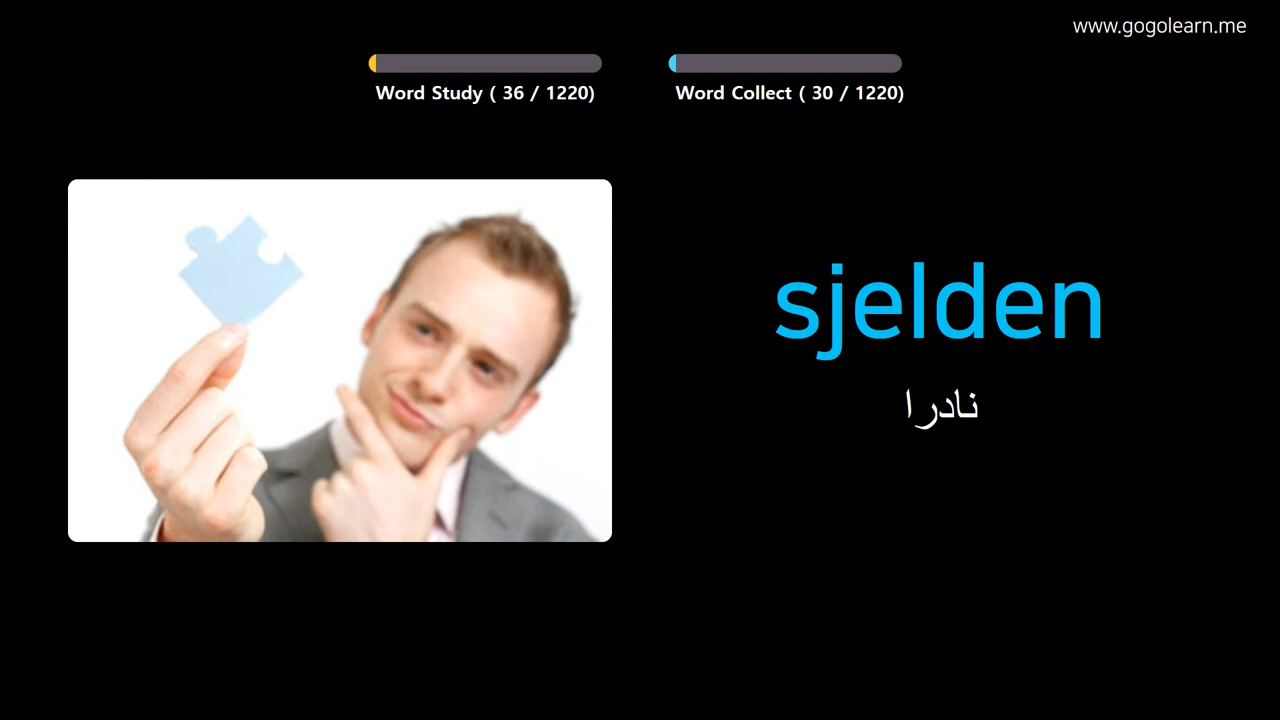 www.gogolearn.me
Word Study ( 36 / 1220)
Word Collect ( 30 / 1220)
sjelden
نادرا